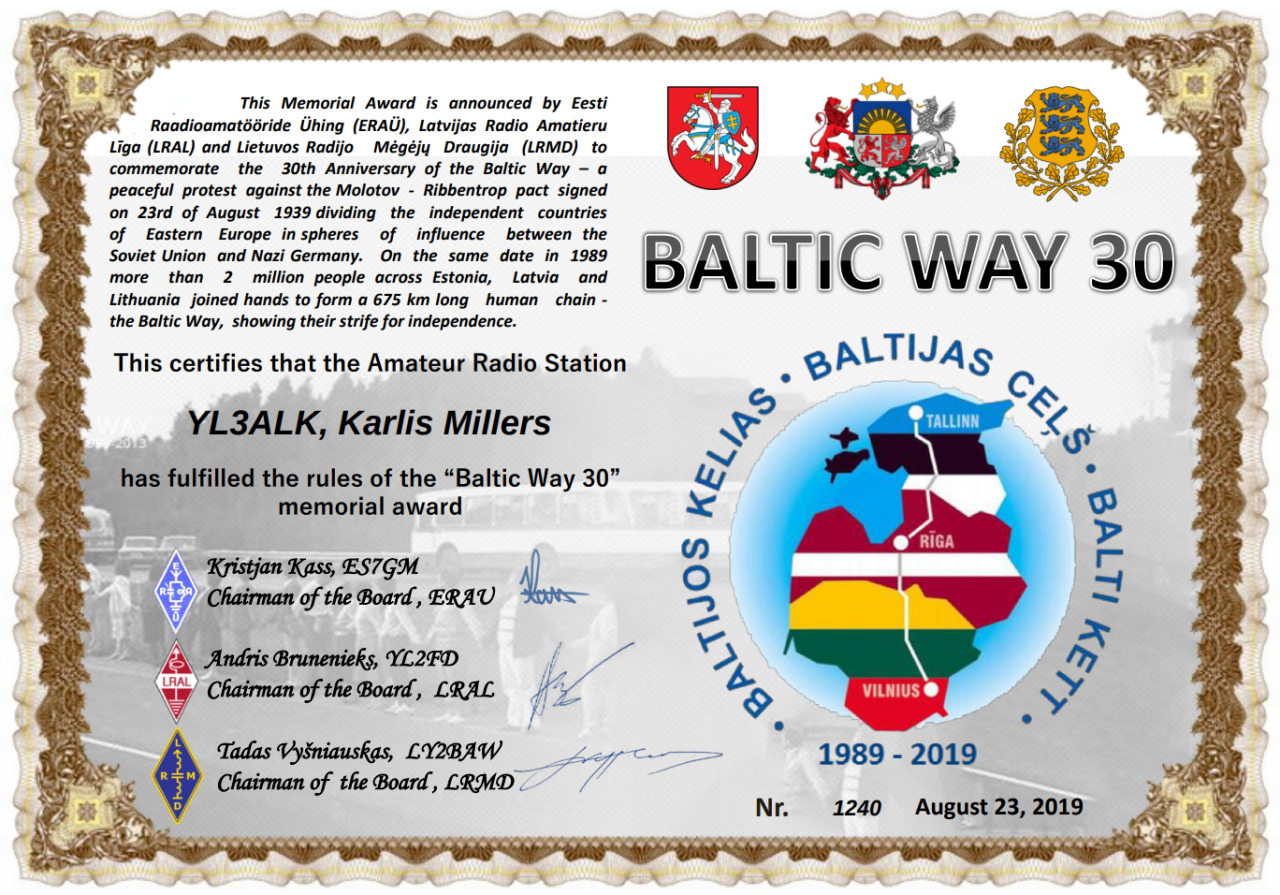 This Memorial Award is announced by Eesti
Raadioamatööride Ühing (ERAÜ), Latvijas Radio Amatieru
Līga (LRAL) and Lietuvos Radijo Mėgėjų Draugija (LRMD) to
commemorate the 30th Anniversary of the Baltic Way – a
peaceful protest against the Molotov - Ribbentrop pact signed
on 23rd of August 1939 dividing the independent countries
of Eastern Europe in spheres of influence between the
Soviet Union and Nazi Germany. On the same date in 1989
more than 2 million people across Estonia, Latvia and
Lithuania joined hands to form a 675 km long human chain -
the Baltic Way, showing their strife for independence.
BALTIC WAY 30
This certifies that the Amateur Radio Station
YL3ALK, Karlis Millers
has fulfilled the rules of the “Baltic Way 30”
memorial award
Kristjan Kass, ES7GM
Chairman of the Board , ERAU
Andris Brunenieks, YL2FD
Chairman of the Board , LRAL
LRAL
Tadas Vyšniauskas, LY2BAW
Chairman of the Board , LRMD
L
R M
D
E
R A
Ü
• BALTIJOS KELIAS • BALTIJAS CEĻŠ • BALTI KETT •
TALLINN
RĪGA
VILNIUS
1989 - 2019
Nr. 1240 August 23, 2019